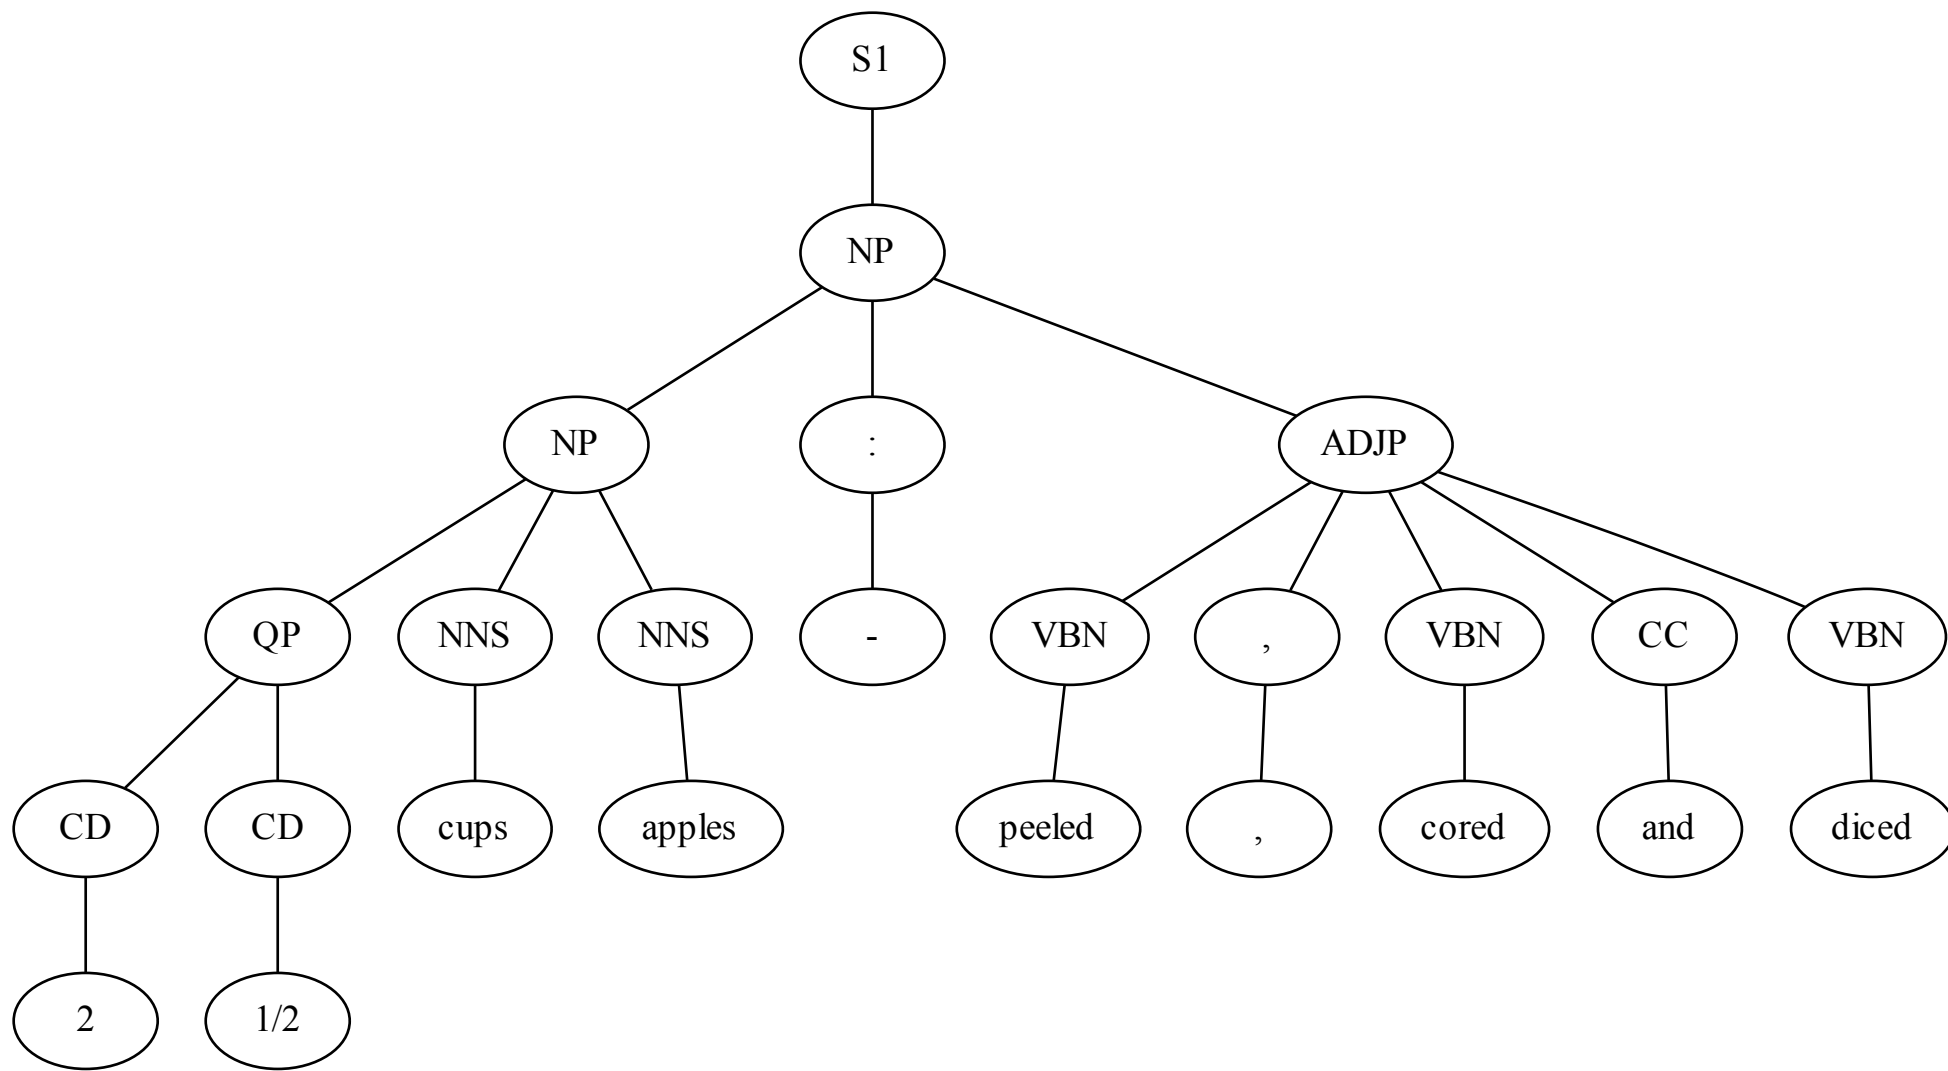 S1
NP
NP : ADJP
QP NNS NNS - VBN , VBN CC VBN
CD CD cups apples peeled , cored and diced
2 1/2